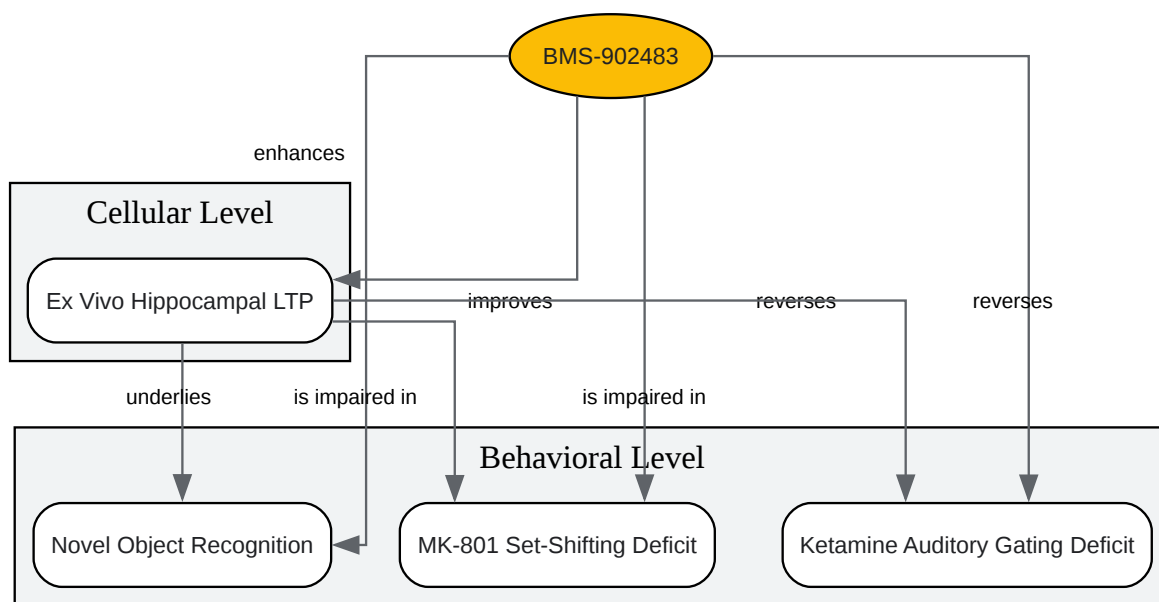 BMS-902483
enhances
Cellular Level
Ex Vivo Hippocampal LTP
improves
reverses
reverses
underlies
is impaired in
is impaired in
Behavioral Level
Novel Object Recognition
MK-801 Set-Shifting Deficit
Ketamine Auditory Gating Deficit